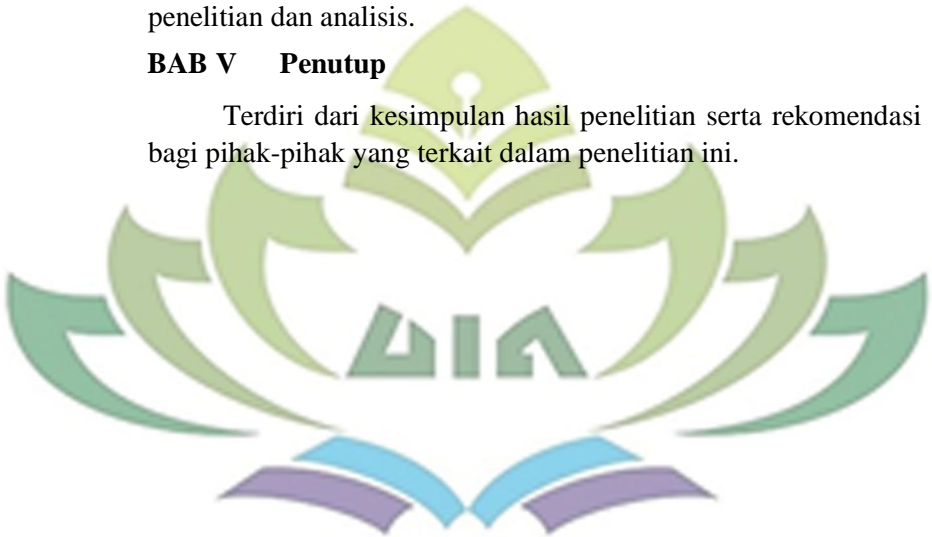 penelitian dan analisis.
BAB V Penutup
Terdiri dari kesimpulan hasil penelitian serta rekomendasi
bagi pihak-pihak yang terkait dalam penelitian ini.
UIN